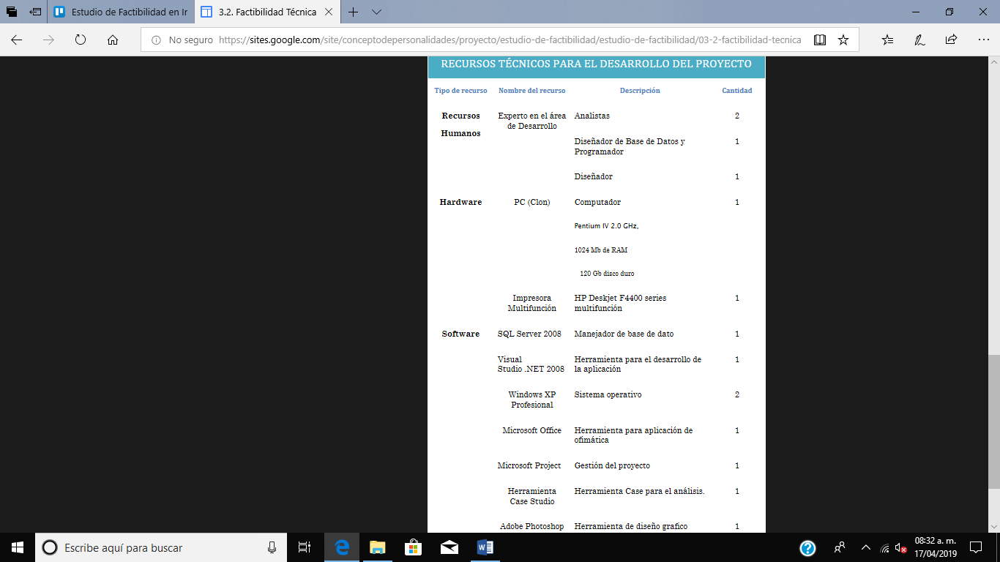 Estudio de Factibilidad en Ir
3.2. Factibilidad Técnica
No seguro https://sites.google.com/site/conceptodepersonalidades/proyecto/estudio-de-factibilidad/estudio-de-factibilidad/03-2-factibilidad-tecnica
RECURSOS TÉCNICOS PARA EL DESARROLLO DEL PROYECTO
Tipo de recurso Nombre del recurso Descripción Cantidad
Recursos Experto en el área Analistas 2
de Desarrollo
Humanos
Diseñador de Base de Datos y 1
Programador
Diseñador 1
Hardware PC (Clon) Computador 1
Pentium IV 2.0 GHz,
1024 Mb de RAM
120 Gb disco duro
Impresora HP Deskjet F4400 series 1
Multifunción multifunción
Software SQL Server 2008 Manejador de base de dato 1
Visual Herramienta para el desarrollo de 1
Studio .NET 2008 la aplicación
Windows XP Sistema operativo 2
Profesional
Microsoft Office Herramienta para aplicación de 1
ofimática
Microsoft Project Gestión del proyecto 1
Herramienta Herramienta Case para el análisis. 1
Case Studio
Adobe Photoshop Herramienta de diseño grafico 1
Escribe aquí para buscar
08:32 a. m.
17/04/2019